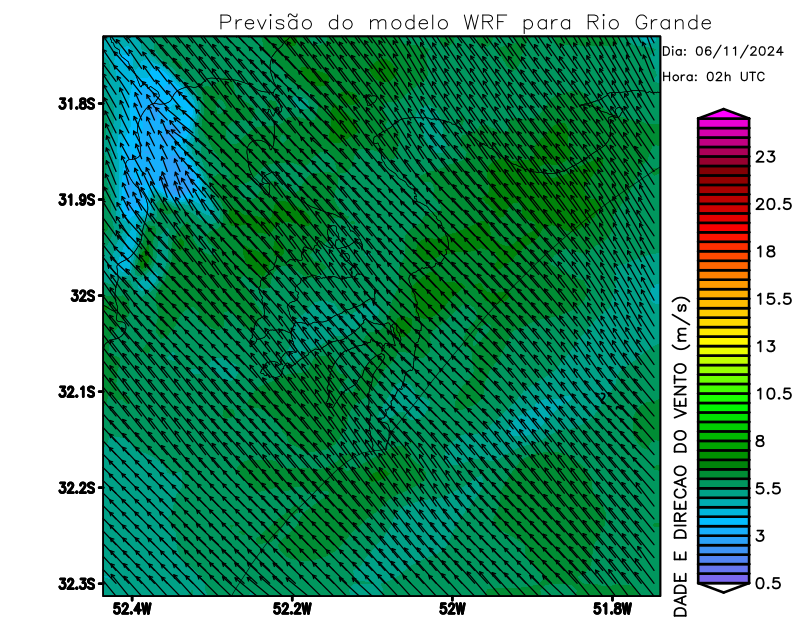 Previsão do modelo WRF para Rio Grande
Dia: 06/11/2024
Hora: 02h UTC
31.8S
31.9S
32S
32.1S
32.2S
32.3S
52.4W
52.2W
52W
51.8W
23
20.5
18
15.5
13
10.5
8
5.5
3
0.5
DADE E DIRECAO DO VENTO (m/s)